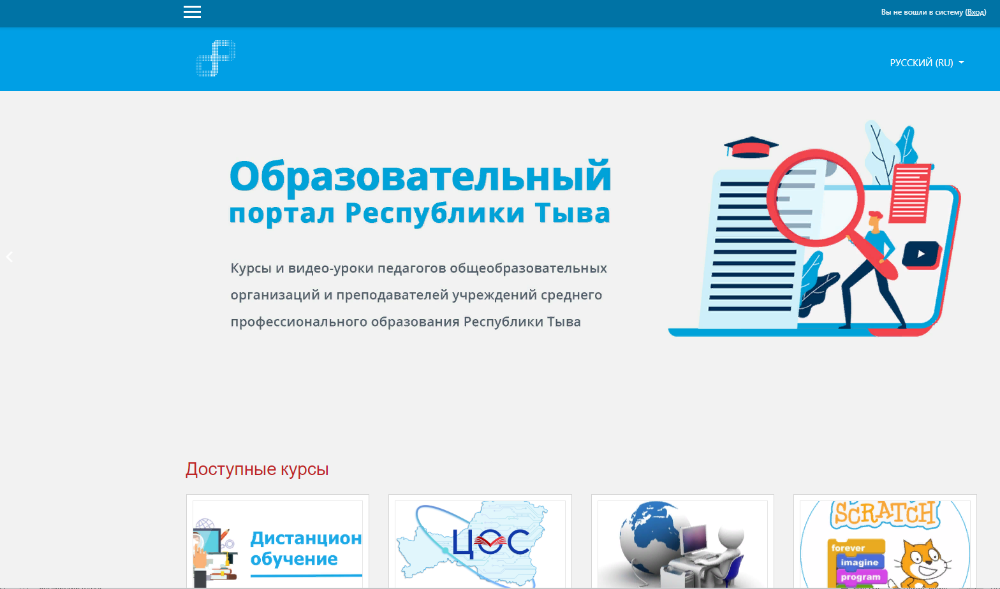 Вы не вошли в систему (Вход)
РУССКИЙ (RU)
Образовательный
портал Республики Тыва
Курсы и видео-уроки педагогов общеобразовательных
организаций и преподавателей учреждений среднего
профессионального образования Республики Тыва
Доступные курсы
Дистанцион
обучение
ЦОС
SCRATCH
forever
imagine
program